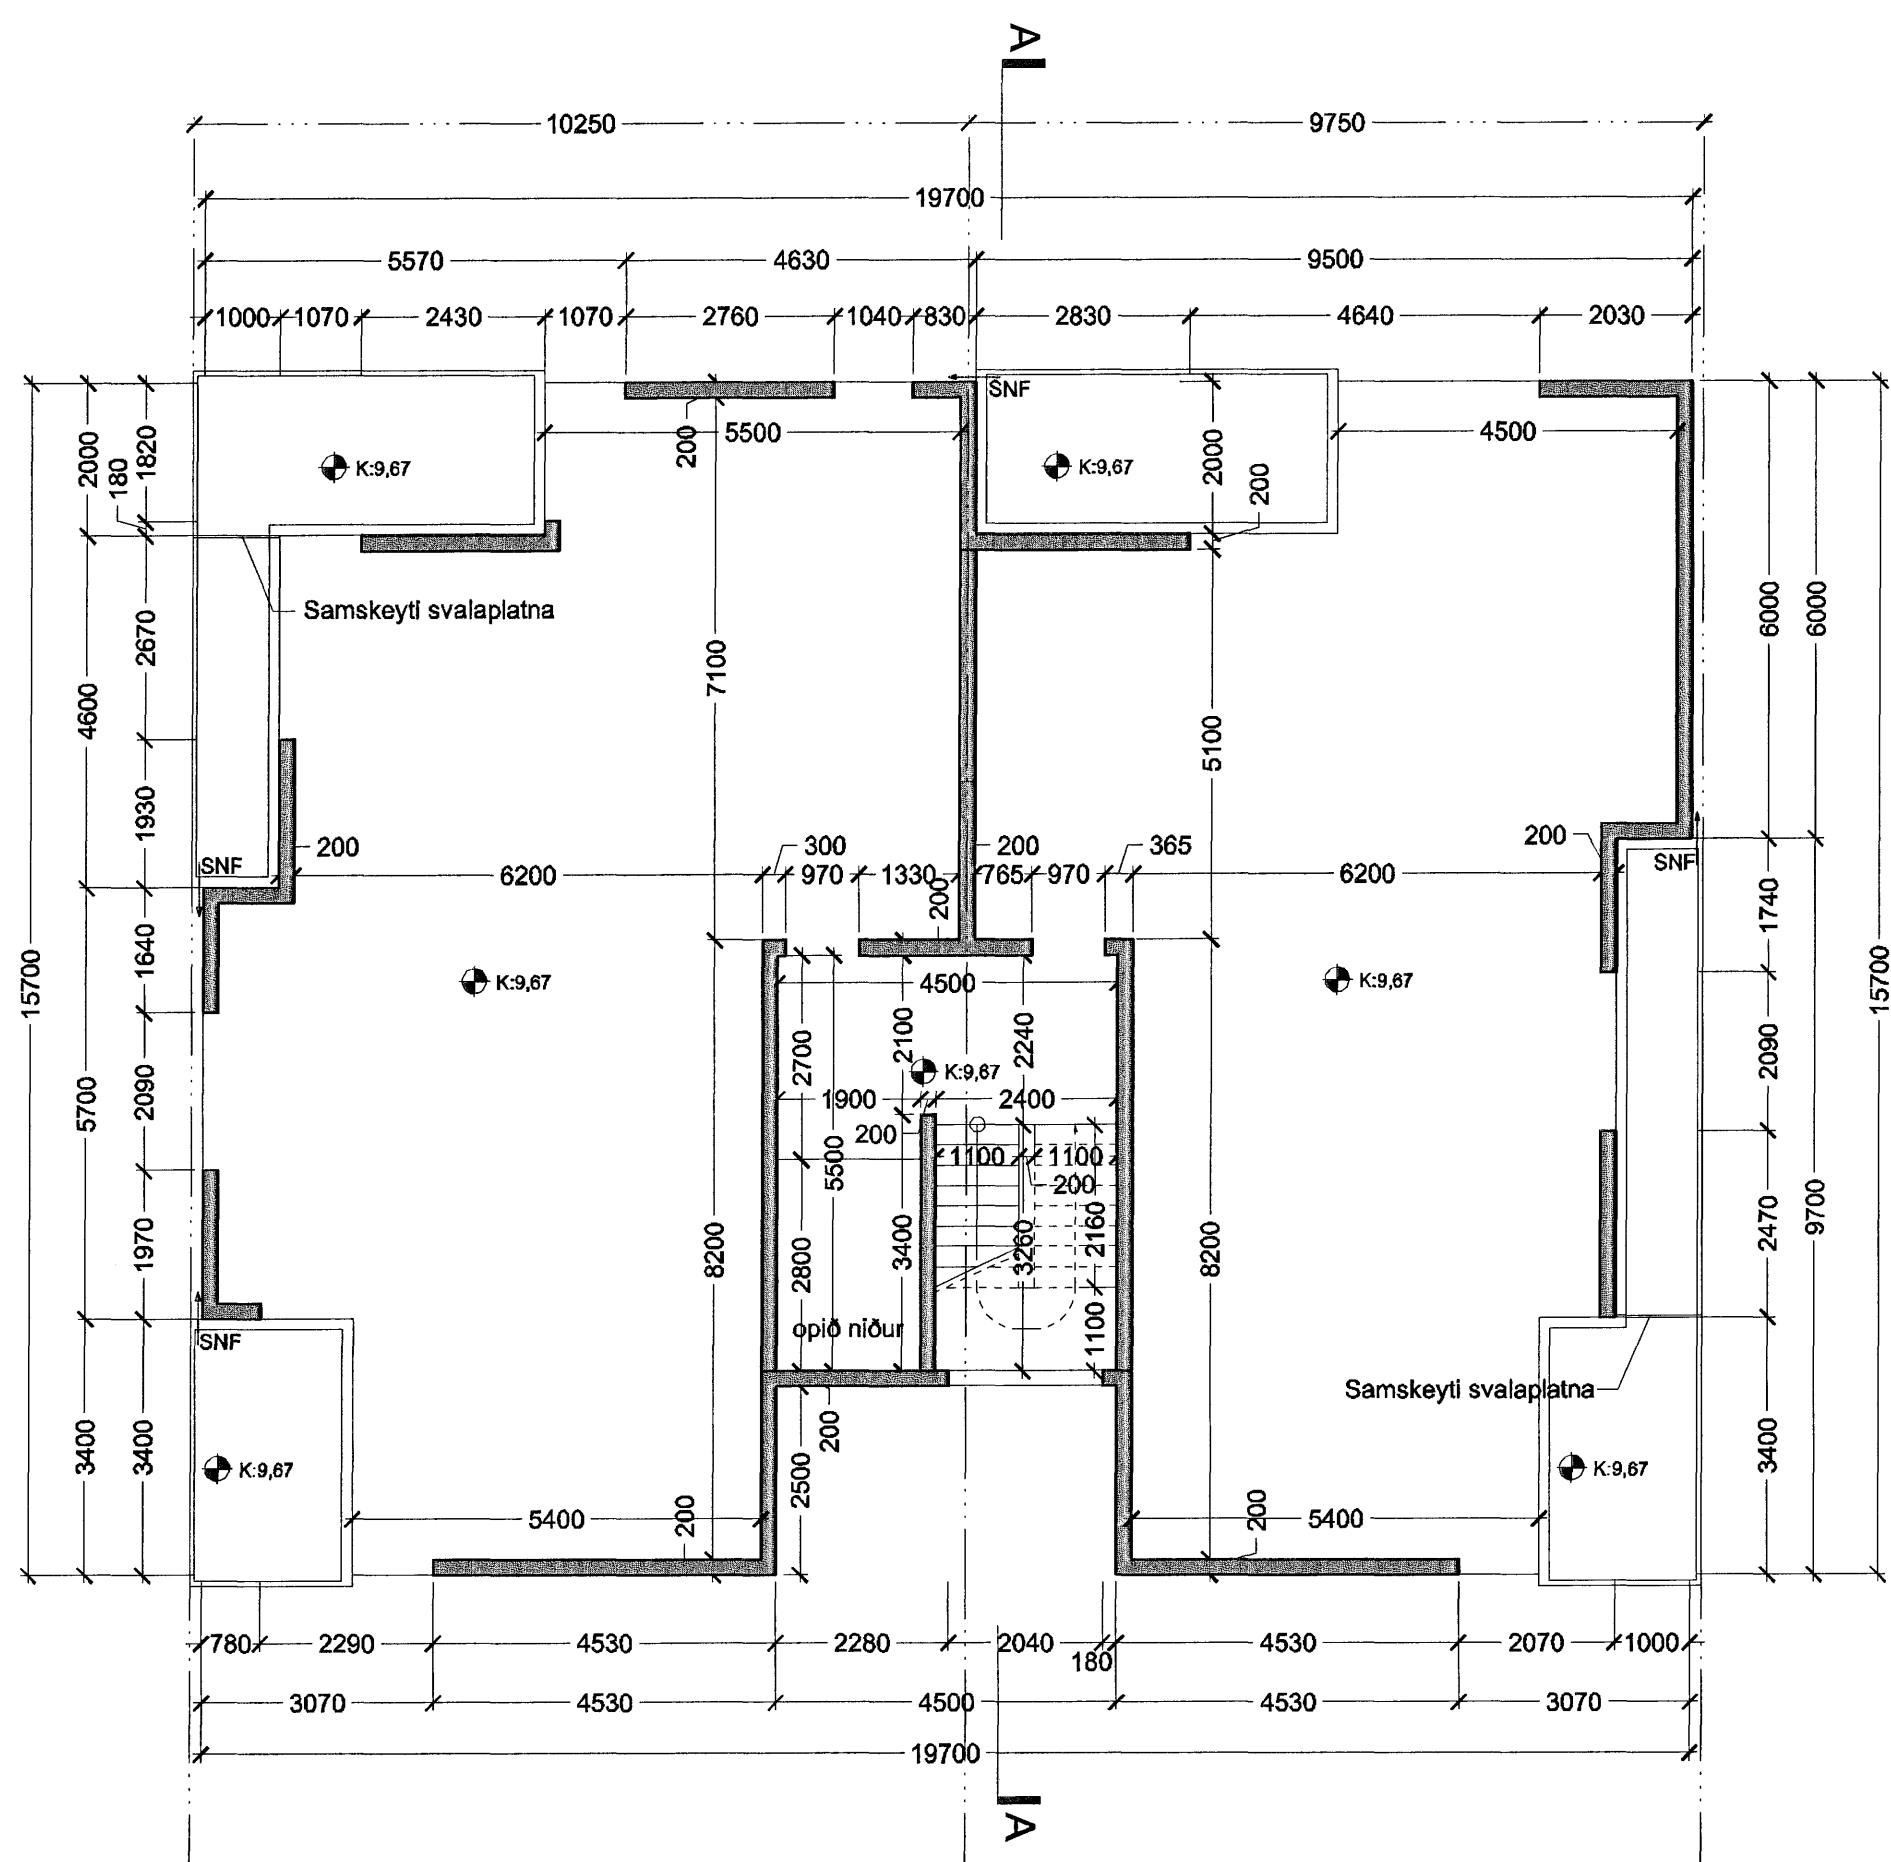 A
10250 9750
19700
5570 4630 9500
1000 1070 2430 1070 2760 1040 830 2830 4640 2030
SNF
200 5500 2000 200 4500
2000 1820 180
K:9,67 K:9,67
Samskeyti svalaplatna
2670 7100 6000 6000
4600 5100
1930
200 300 200 365 200
SNF SNF
6200 970 1330 765 970 6200
200
1640 1740
15700 15700
K:9,67 4500 K:9,67
2700 2100 2240
K:9,67
5700 2090 2090
1900 2400
200
5500 1100 1100
200
1970 8200 2800 3400 3260 2160 8200 2470 9700
opið niður 1100
SNF
Samskeyti svalaplatna
200
3400 3400 2500 3400
K:9,67 K:9,67
5400 200 200 5400
780 2290 4530 2280 2040 4530 2070 1000
180
3070 4530 4500 4530 3070
19700
A